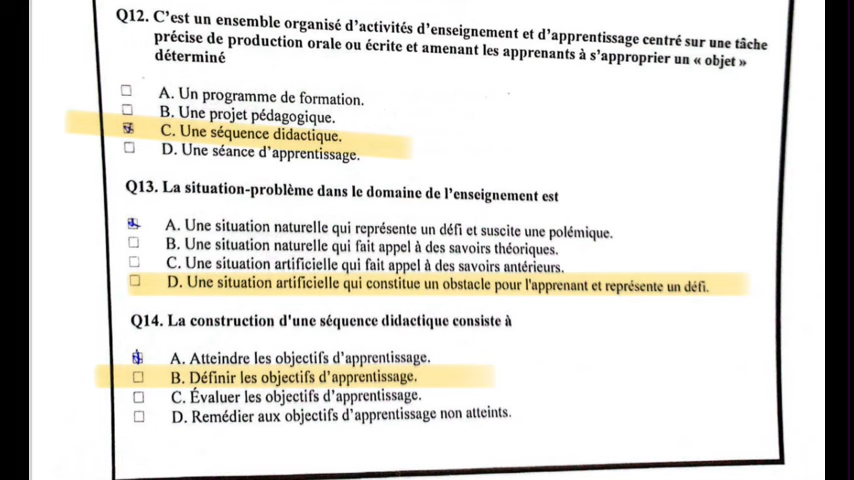 Q12. C'est un ensemble organisé d'activités d'enseignement et d'apprentissage centré sur une tâche
précise de production orale ou écrite et amenant les apprenants à s'approprier un « objet »
déterminé
A. Un programme de formation.
B. Une projet pédagogique.
C. Une séquence didactique.
D. Une séance d'apprentissage.
Q13. La situation-problème dans le domaine de l'enseignement est
A. Une situation naturelle qui représente un défi et suscite une polémique.
B. Une situation naturelle qui fait appel à des savoirs théoriques.
C. Une situation artificielle qui fait appel à des savoirs antérieurs.
D. Une situation artificielle qui constitue un obstacle pour l'apprenant et représente un défi.
Q14. La construction d'une séquence didactique consiste à
A. Atteindre les objectifs d'apprentissage.
B. Définir les objectifs d'apprentissage.
C. Évaluer les objectifs d'apprentissage.
D. Remédier aux objectifs d'apprentissage non atteints.